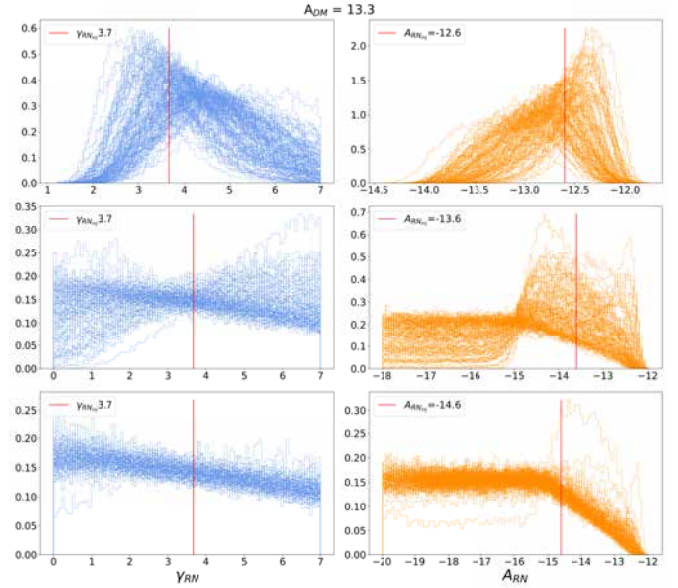 A_DM = 13.3
γ_RN_inj 3.7
A_RN_inj =-12.6
0.6
0.5
0.4
0.3
0.2
0.1
0.0
1 2 3 4 5 6 7
2.0
1.5
1.0
0.5
0.0
−14.5 −14.0 −13.5 −13.0 −12.5 −12.0
γ_RN_inj 3.7
A_RN_inj =-13.6
0.35
0.30
0.25
0.20
0.15
0.10
0.05
0.00
0 1 2 3 4 5 6 7
0.7
0.6
0.5
0.4
0.3
0.2
0.1
0.0
−18 −17 −16 −15 −14 −13 −12
γ_RN_inj 3.7
A_RN_inj =-14.6
0.25
0.20
0.15
0.10
0.05
0.00
0 1 2 3 4 5 6 7
0.30
0.25
0.20
0.15
0.10
0.05
0.00
−20 −19 −18 −17 −16 −15 −14 −13 −12
γ_RN
A_RN